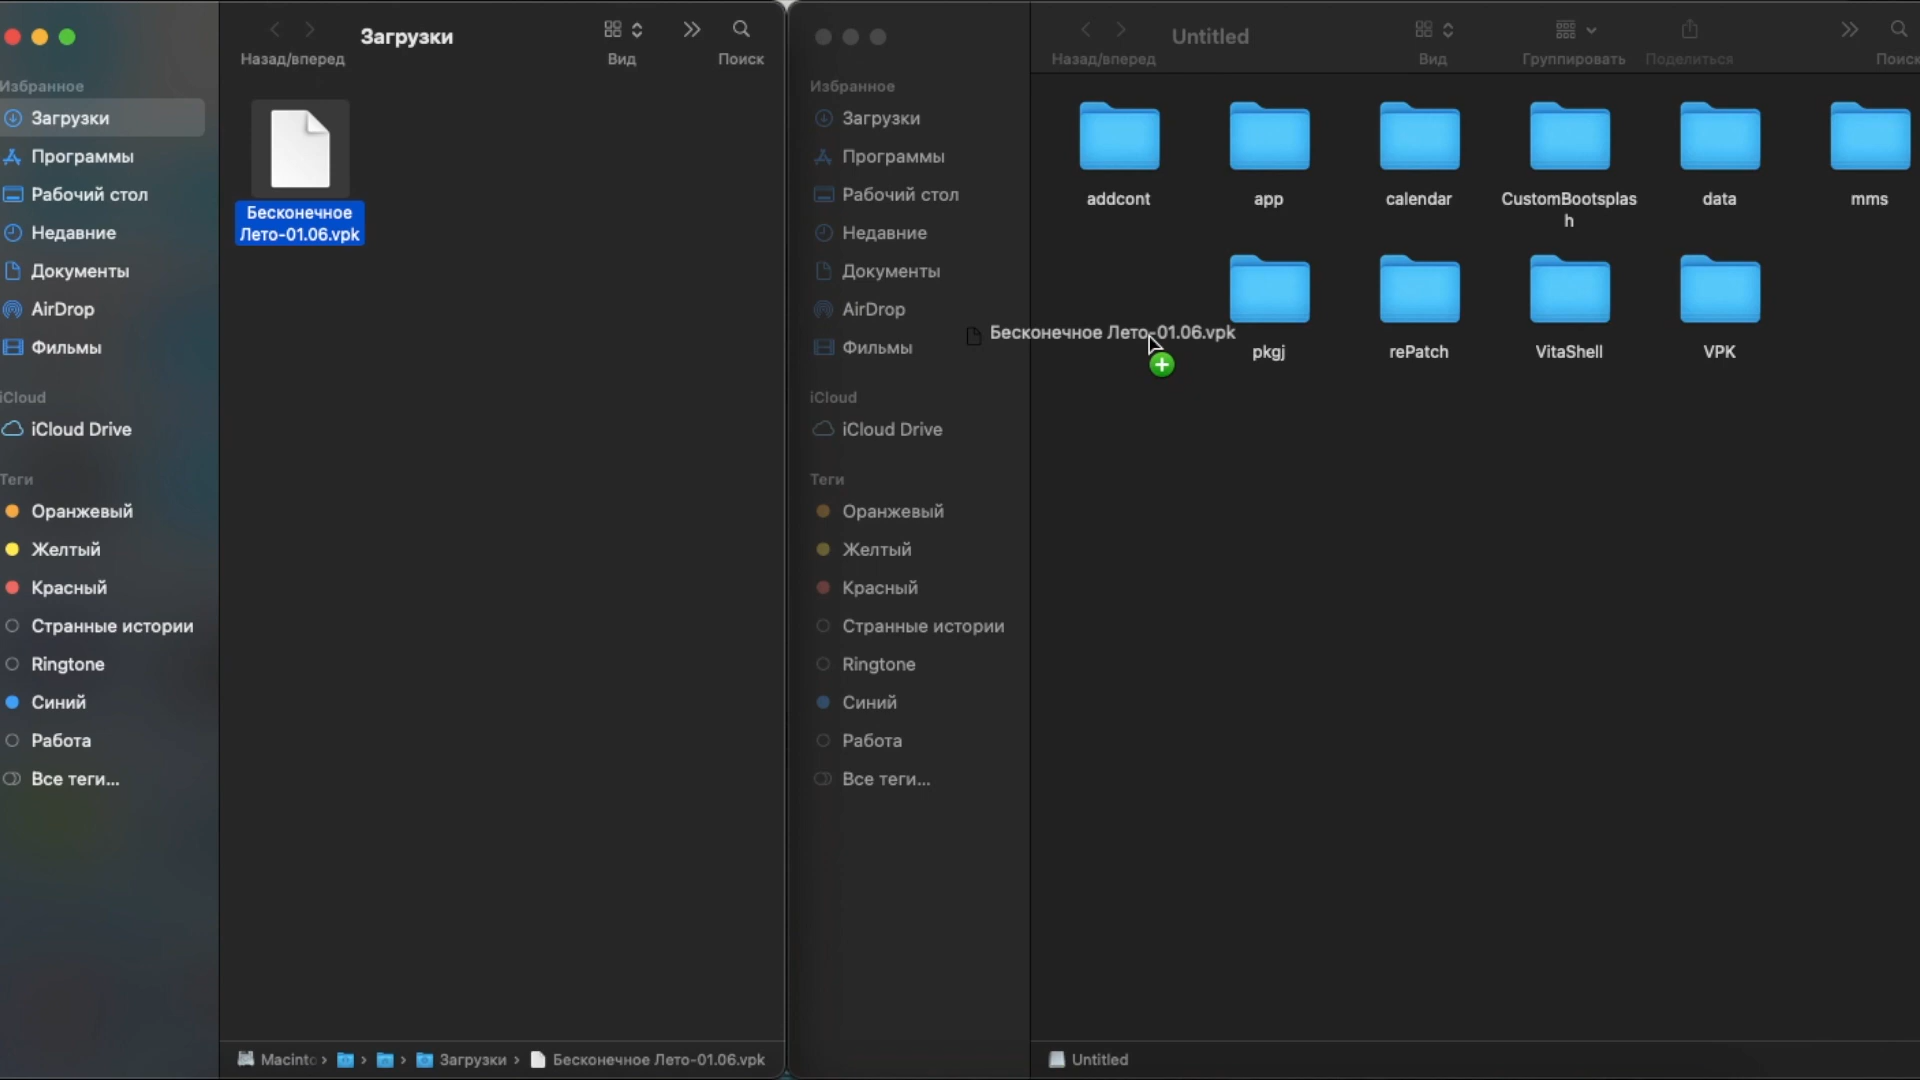 Загрузки
Назад/вперед
Вид
Поиск
Избранное
Загрузки
Программы
Рабочий стол
Недавние
Документы
AirDrop
Фильмы
iCloud
iCloud Drive
Теги
Оранжевый
Желтый
Красный
Странные истории
Ringtone
Синий
Работа
Все теги...
Бесконечное
Лето-01.06.vpk
Macinto
Загрузки
Бесконечное Лето-01.06.vpk
Untitled
Назад/вперед
Вид
Группировать
Поделиться
Поиск
Избранное
Загрузки
Программы
Рабочий стол
Недавние
Документы
AirDrop
Фильмы
iCloud
iCloud Drive
Теги
Оранжевый
Желтый
Красный
Странные истории
Ringtone
Синий
Работа
Все теги...
addcont
app
calendar
CustomBootsplas
h
data
mms
Бесконечное Лето-01.06.vpk
pkgj
rePatch
VitaShell
VPK
Untitled